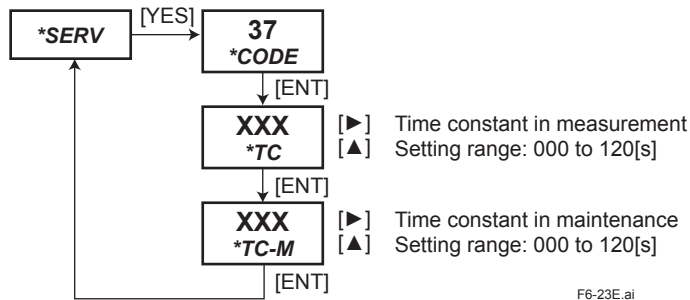 [YES]
*SERV
37
*CODE
[ENT]
XXX
*TC
[►] Time constant in measurement
[▲] Setting range: 000 to 120[s]
[ENT]
XXX
*TC-M
[►] Time constant in maintenance
[▲] Setting range: 000 to 120[s]
[ENT]
F6-23E.ai